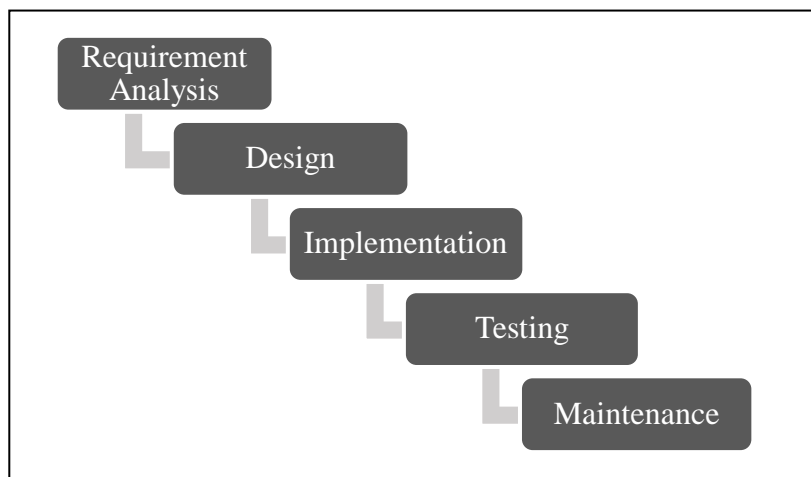 Requirement
Analysis
Design
Implementation
Testing
Maintenance